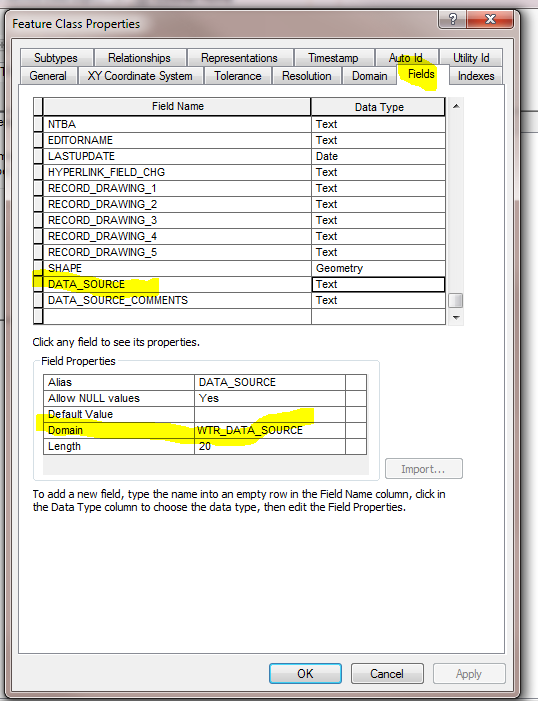 Feature Class Properties
Subtypes Relationships Representations Timestamp Auto Id Utility Id
General XY Coordinate System Tolerance Resolution Domain Fields Indexes
Field Name Data Type
NTBA Text
EDITORNAME Text
LASTUPDATE Date
HYPERLINK_FIELD_CHG Text
RECORD_DRAWING_1 Text
RECORD_DRAWING_2 Text
RECORD_DRAWING_3 Text
RECORD_DRAWING_4 Text
RECORD_DRAWING_5 Text
SHAPE Geometry
DATA_SOURCE Text
DATA_SOURCE_COMMENTS Text
Click any field to see its properties.
Field Properties
Alias DATA_SOURCE
Allow NULL values Yes
Default Value
Domain WTR_DATA_SOURCE
Length 20
Import...
To add a new field, type the name into an empty row in the Field Name column, click in
the Data Type column to choose the data type, then edit the Field Properties.
OK Cancel Apply